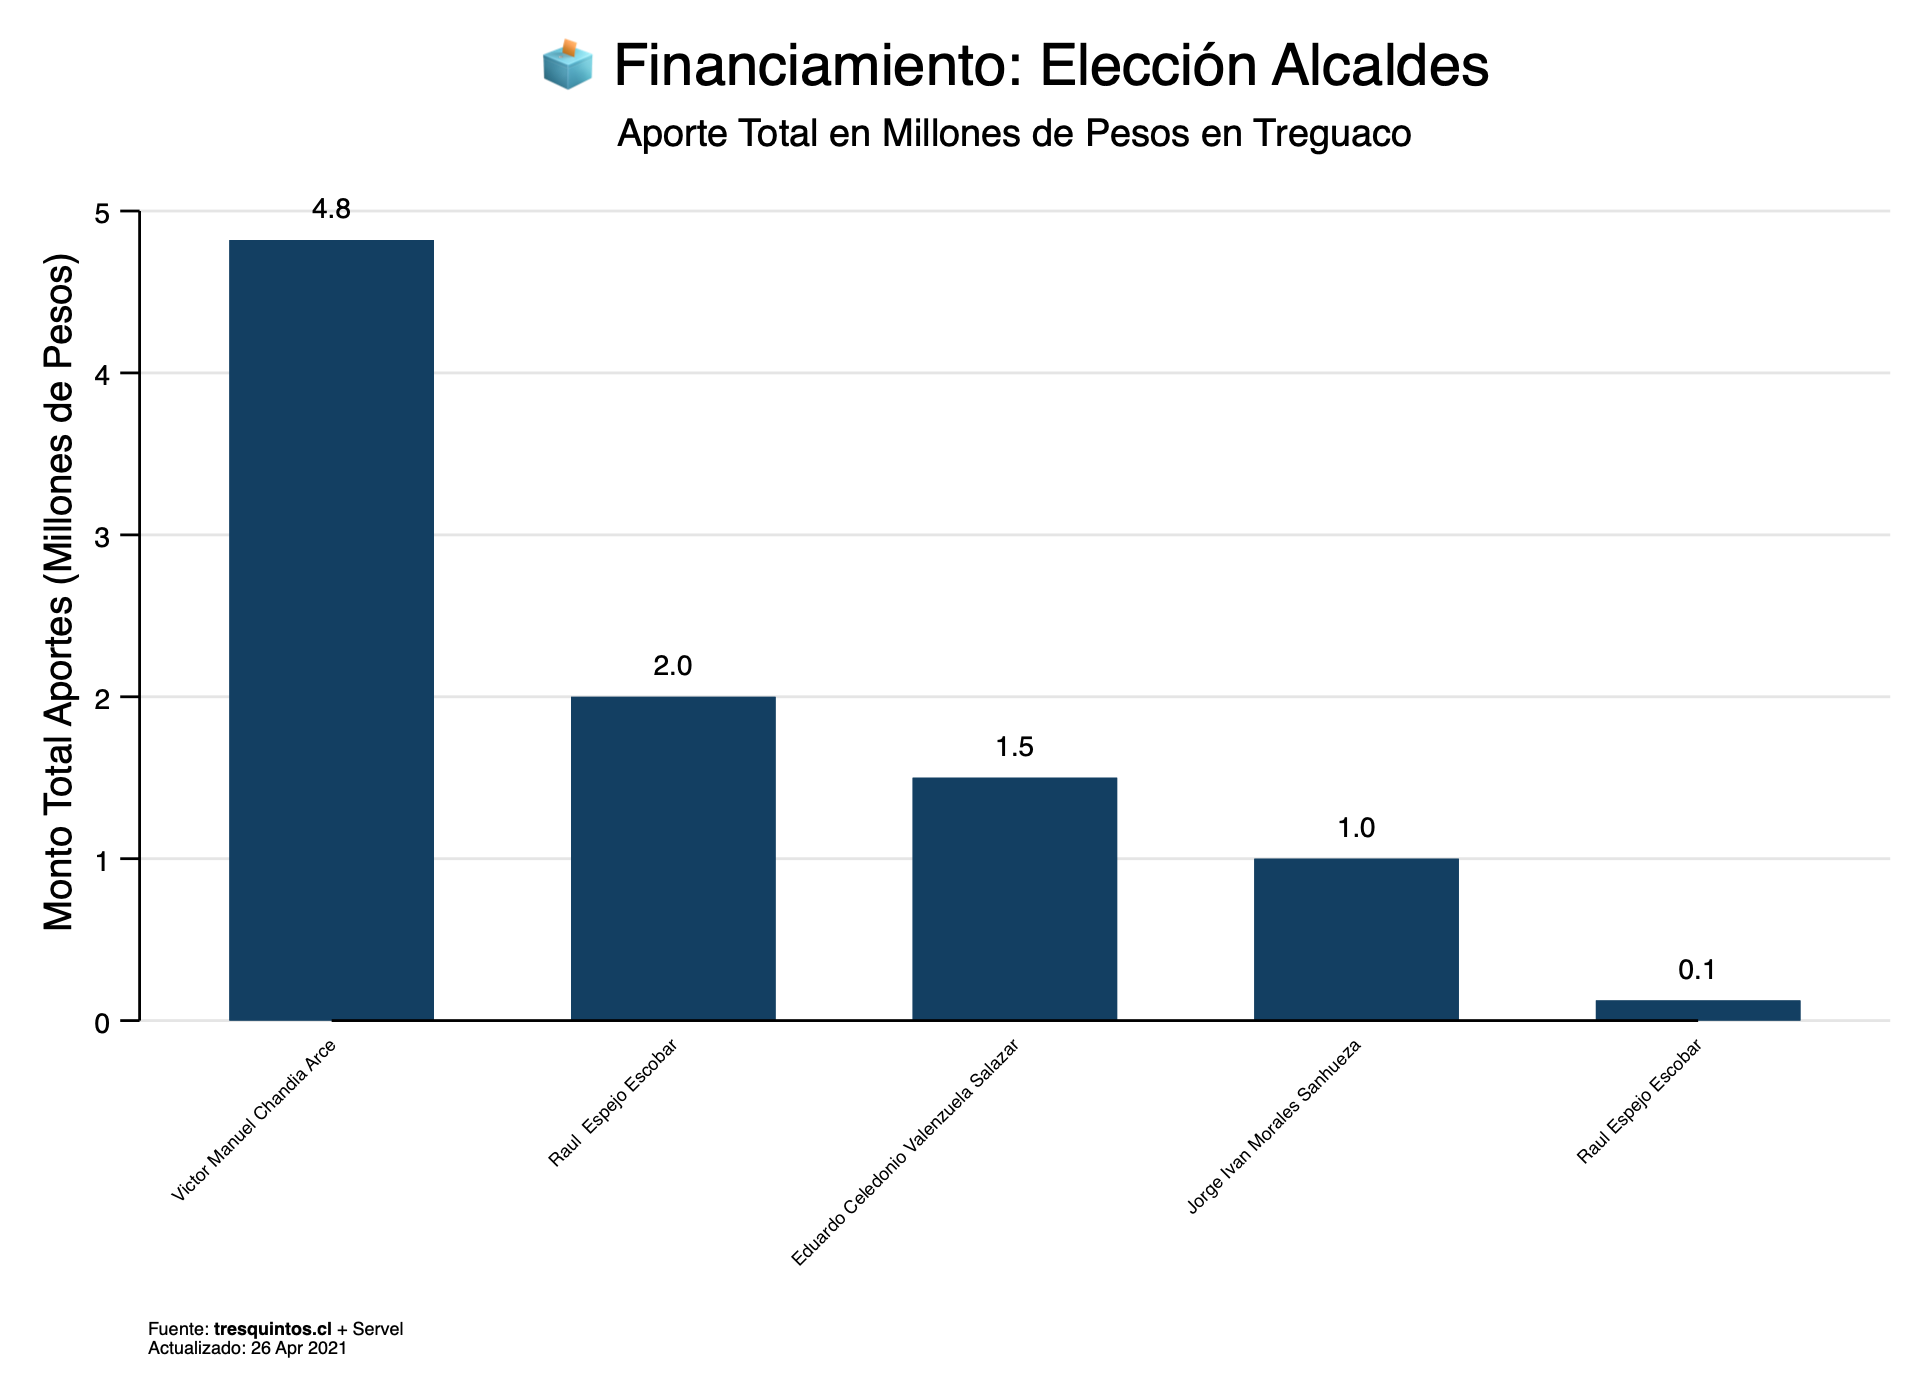 Financiamiento: Elección Alcaldes
Aporte Total en Millones de Pesos en Treguaco
Monto Total Aportes (Millones de Pesos)
5
4
3
2
1
0
4.8
2.0
1.5
1.0
0.1
Victor Manuel Chandia Arce
Raul  Espejo Escobar
Eduardo Celedonio Valenzuela Salazar
Jorge Ivan Morales Sanhueza
Raul Espejo Escobar
Fuente: tresquintos.cl + Servel
Actualizado: 26 Apr 2021